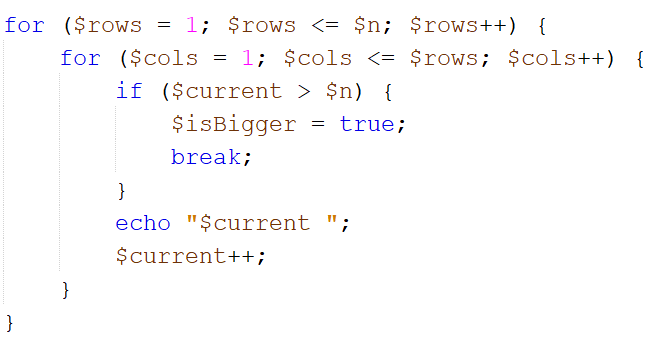 for ($rows = 1; $rows <= $n; $rows++) {
    for ($cols = 1; $cols <= $rows; $cols++) {
        if ($current > $n) {
            $isBigger = true;
            break;
        }
        echo "$current ";
        $current++;
    }
}